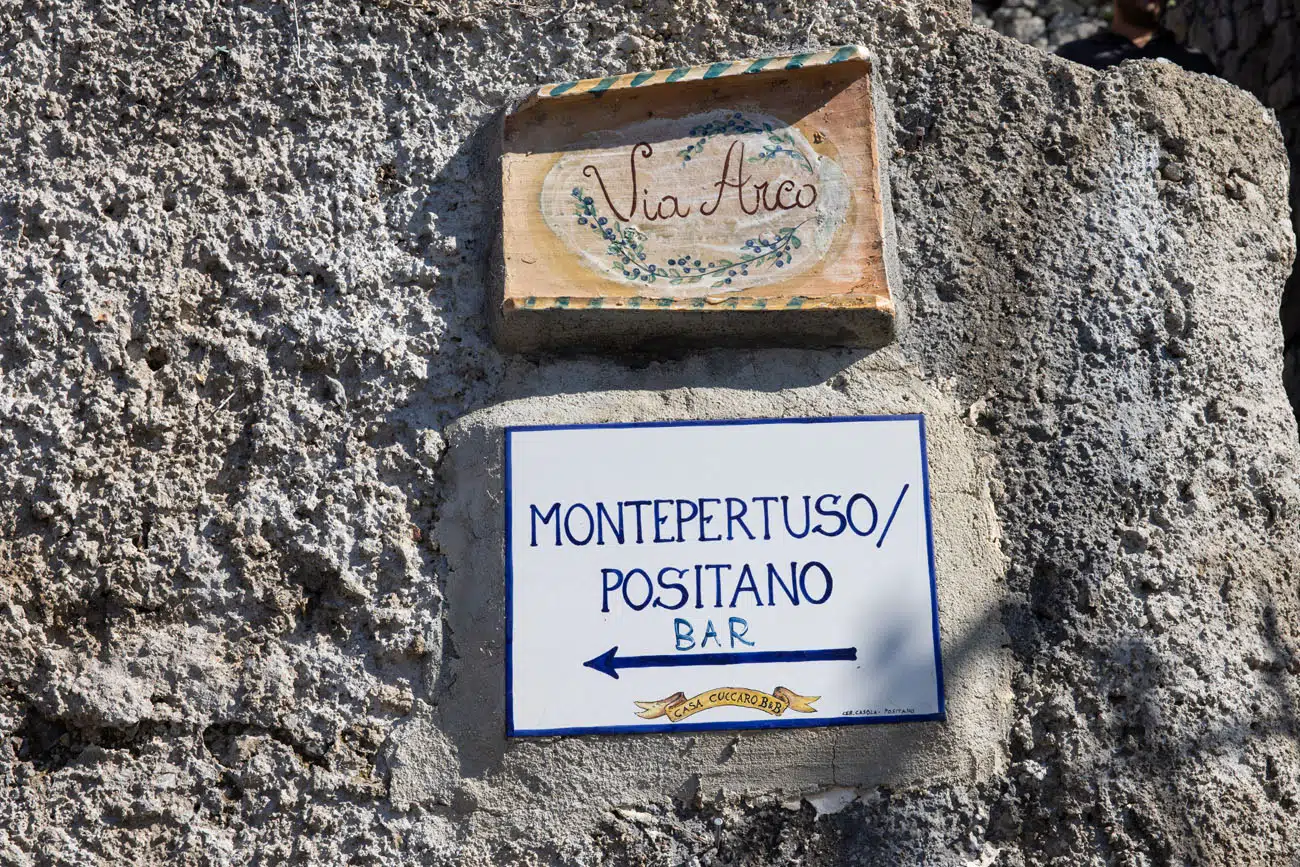 Via Arco
MONTEPERTUSO/
POSITANO
BAR
CASA CUCCARO B&B
CER. CASOLA - POSITANO